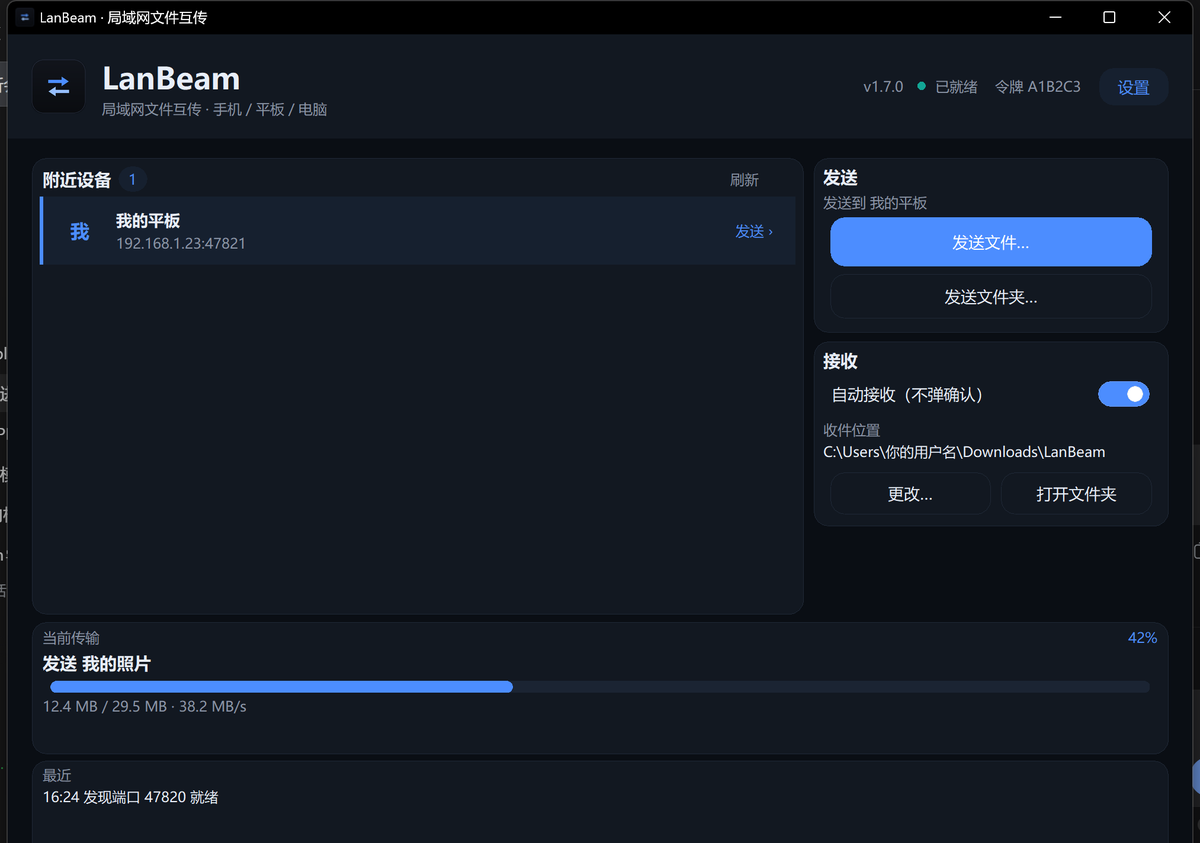 LanBeam · 局域网文件互传
LanBeam
局域网文件互传 · 手机 / 平板 / 电脑
v1.7.0 已就绪 令牌 A1B2C3 设置
附近设备 1 刷新
我 我的平板
192.168.1.23:47821
发送 ›
发送
发送到 我的平板
发送文件...
发送文件夹...
接收
自动接收（不弹确认）
收件位置
C:\Users\你的用户名\Downloads\LanBeam
更改... 打开文件夹
当前传输 42%
发送 我的照片
12.4 MB / 29.5 MB · 38.2 MB/s
最近
16:24 发现端口 47820 就绪